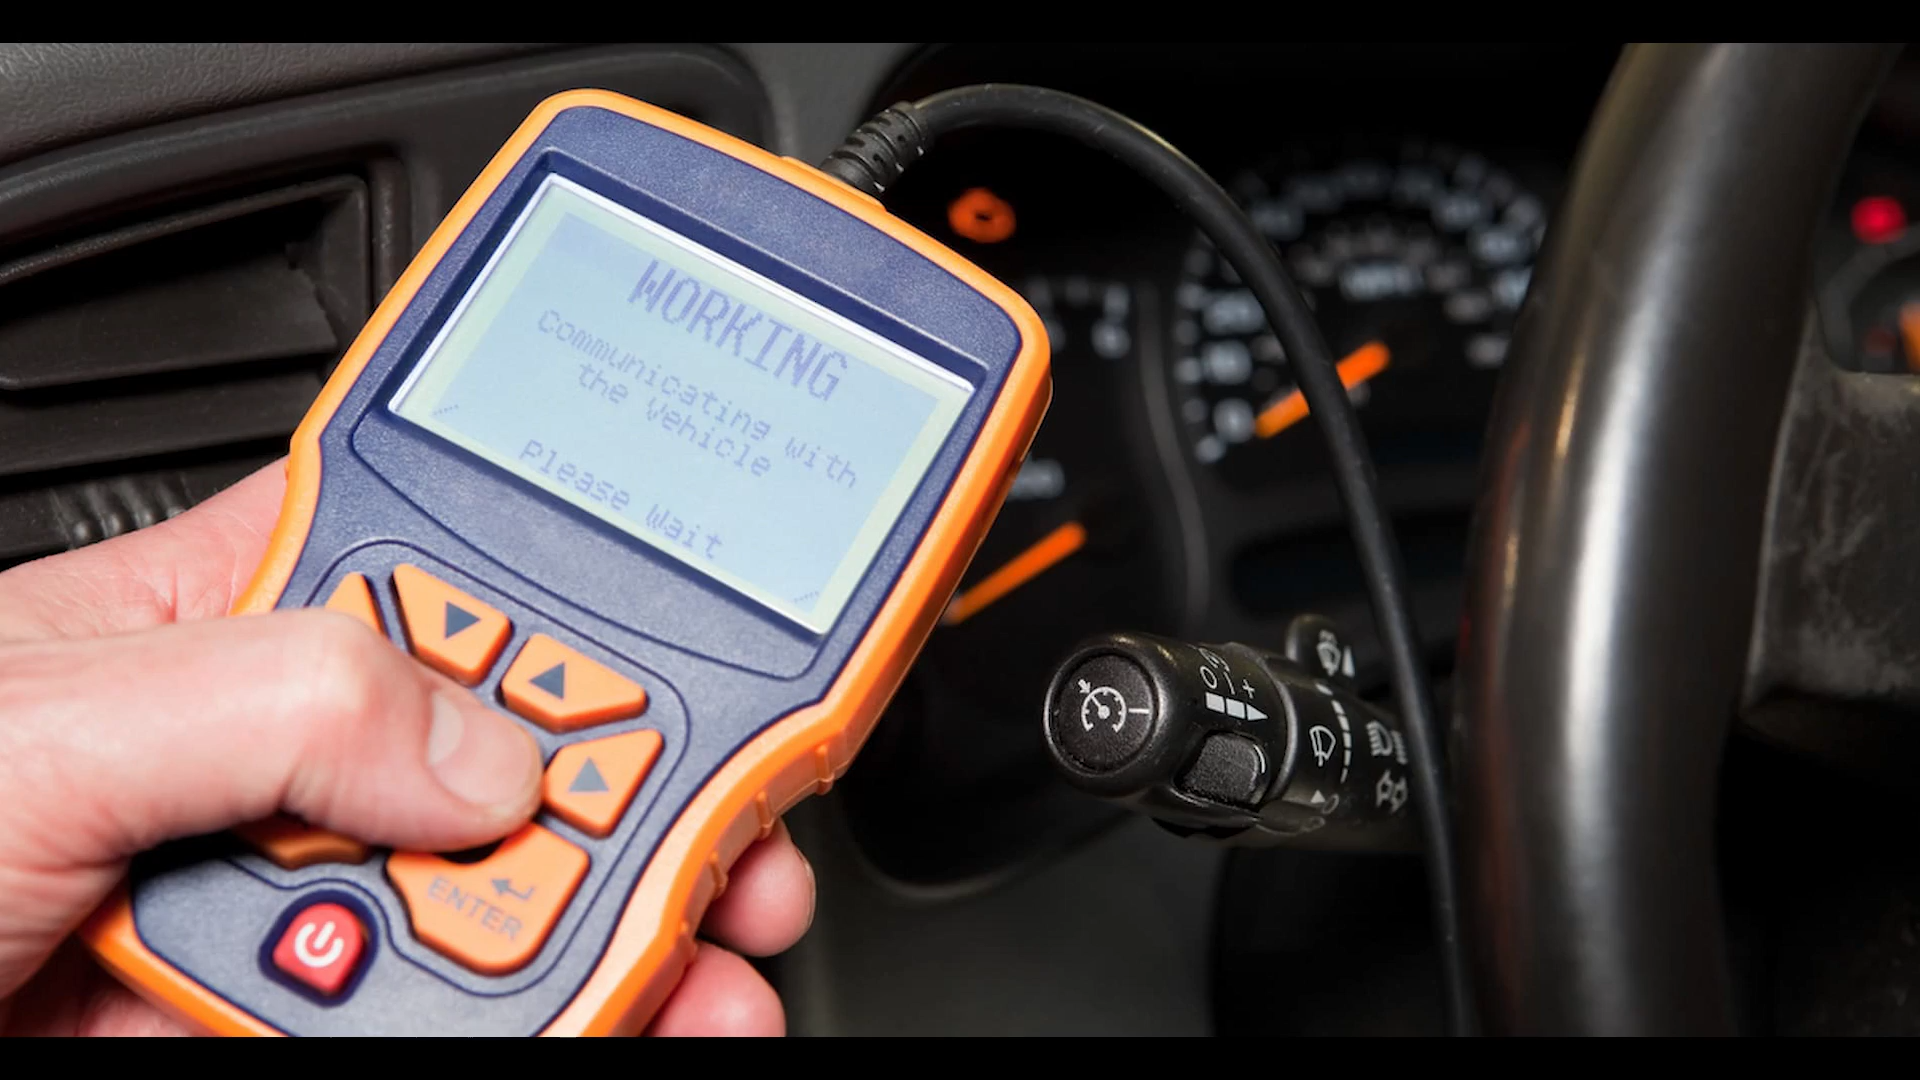 WORKING
Communicating with
the Vehicle
Please Wait
ENTER